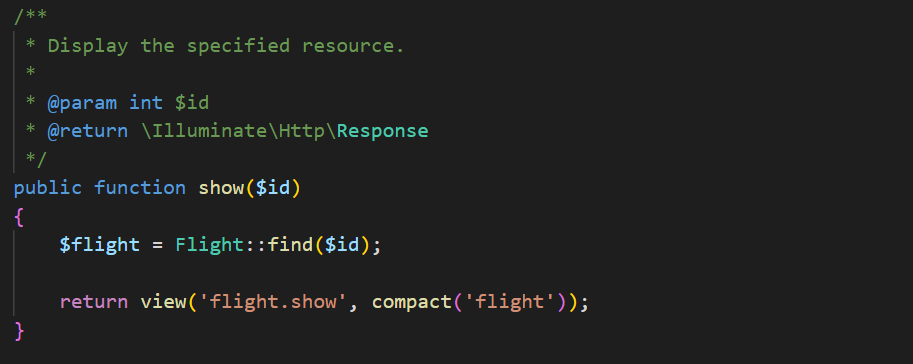 /**
 * Display the specified resource.
 *
 * @param int $id
 * @return \Illuminate\Http\Response
 */
public function show($id)
{
    $flight = Flight::find($id);
    return view('flight.show', compact('flight'));
}